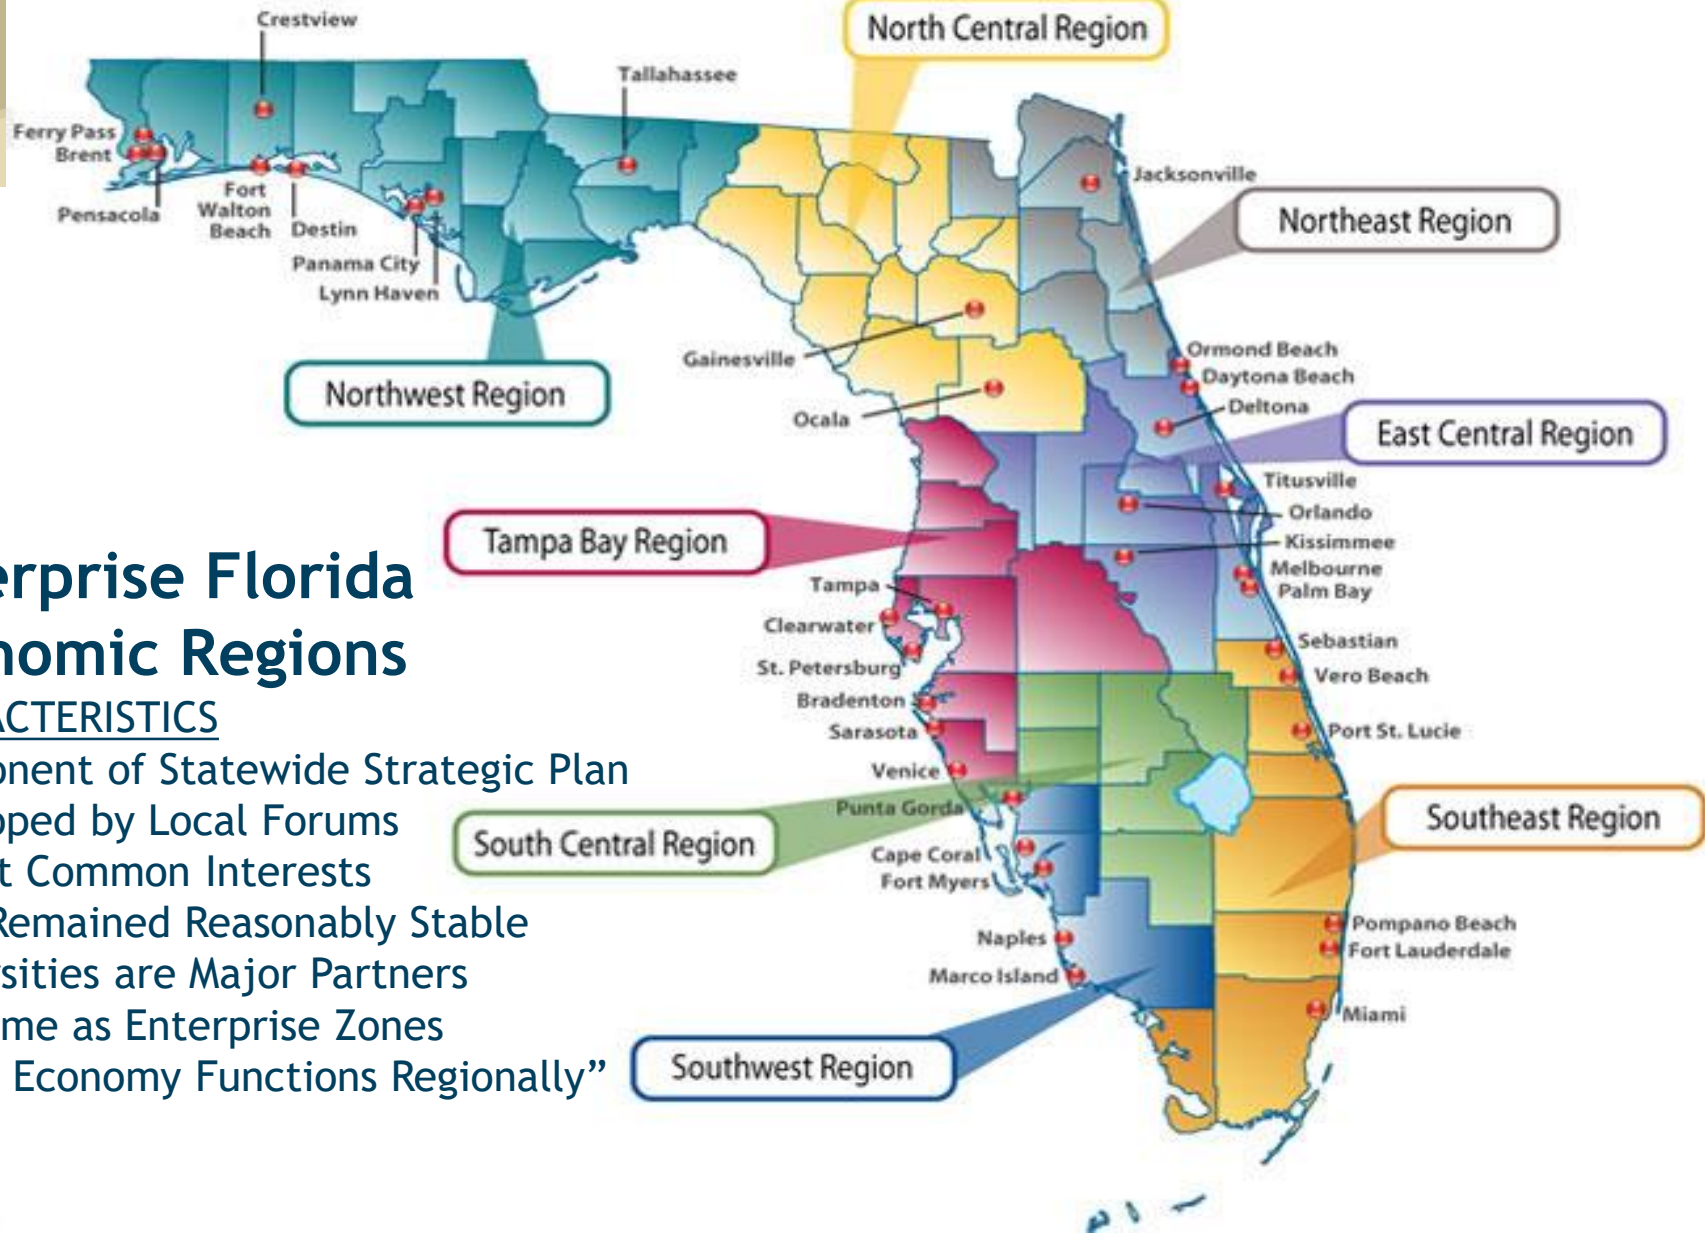 Crestview
North Central Region
Tallahassee
Ferry Pass
Brent
Pensacola
Fort
Walton
Beach
Destin
Panama City
Lynn Haven
Jacksonville
Northeast Region
Northwest Region
Gainesville
Ocala
Ormond Beach
Daytona Beach
Deltona
East Central Region
Titusville
Orlando
Kissimmee
Melbourne
Palm Bay
Tampa Bay Region
Tampa
Clearwater
St. Petersburg
Bradenton
Sarasota
Venice
Punta Gorda
Sebastian
Vero Beach
Port St. Lucie
South Central Region
Southeast Region
Cape Coral
Fort Myers
Naples
Marco Island
Pompano Beach
Fort Lauderdale
Miami
Southwest Region
erprise Florida
nomic Regions
ACTERISTICS
onent of Statewide Strategic Plan
oped by Local Forums
t Common Interests
Remained Reasonably Stable
rsities are Major Partners
me as Enterprise Zones
Economy Functions Regionally”